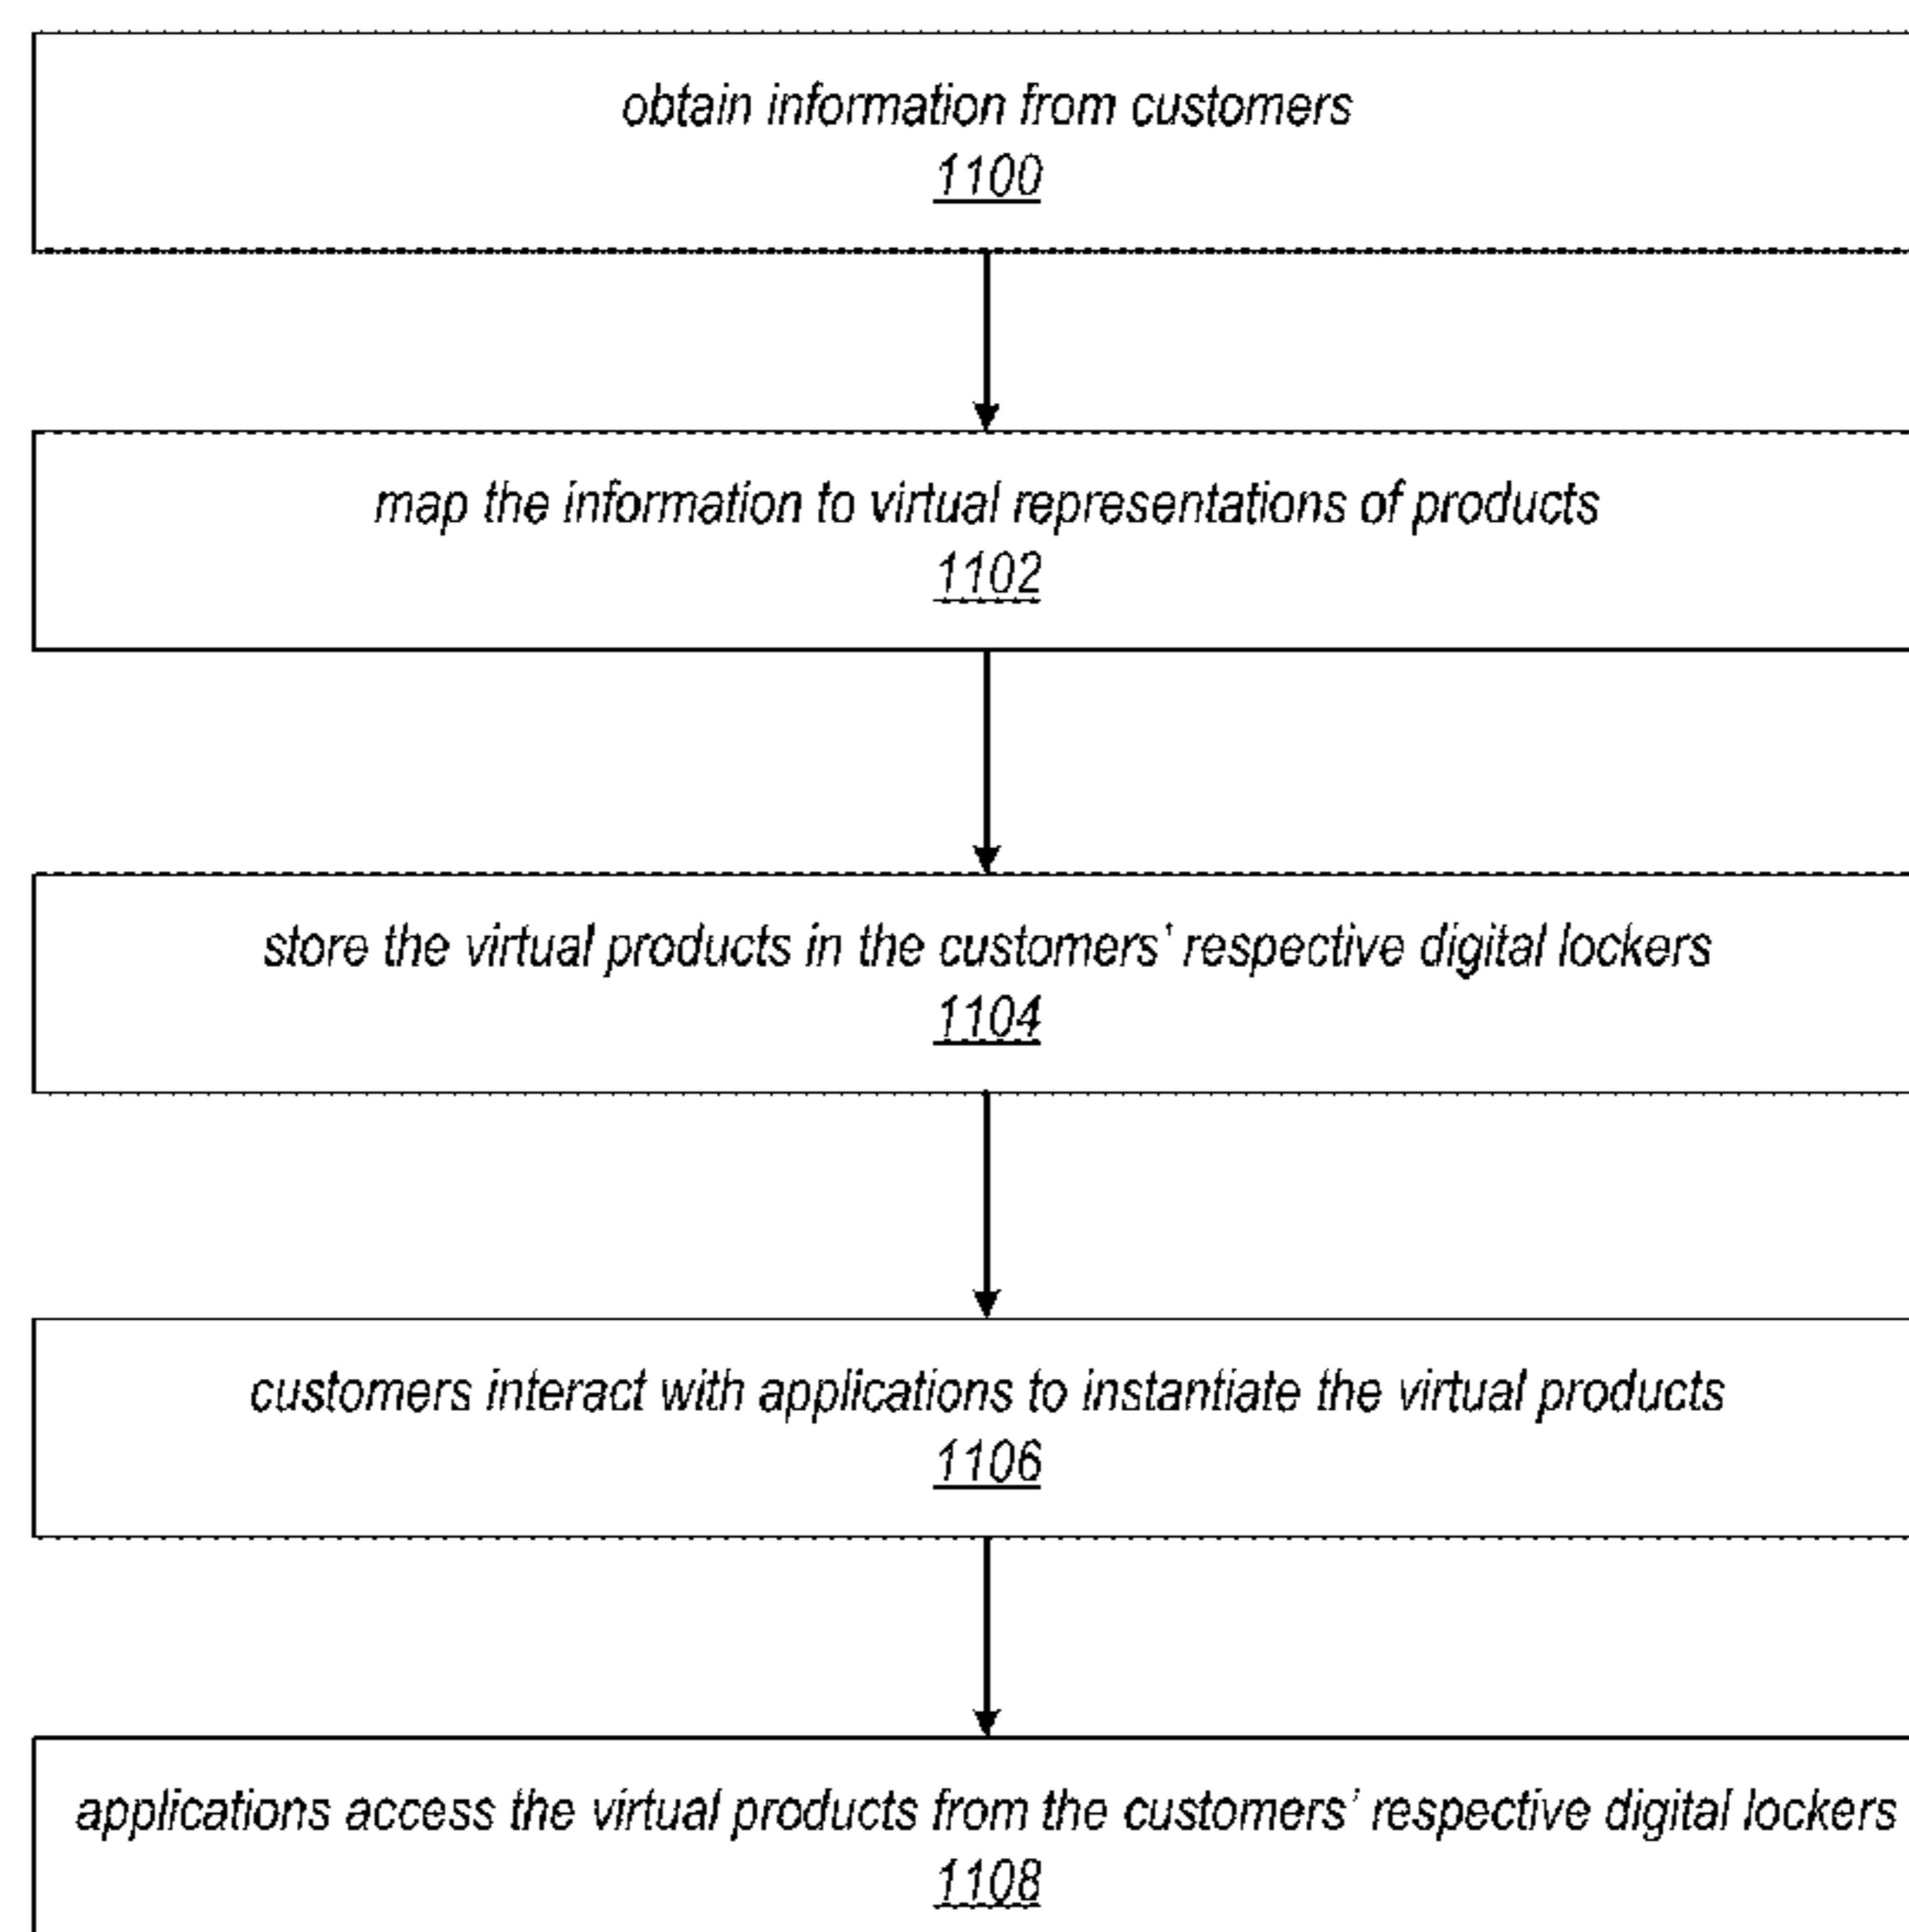 obtain information from customers
1100
map the information to virtual representations of products
1102
store the virtual products in the customers' respective digital lockers
1104
customers interact with applications to instantiate the virtual products
1106
applications access the virtual products from the customers' respective digital lockers
1108